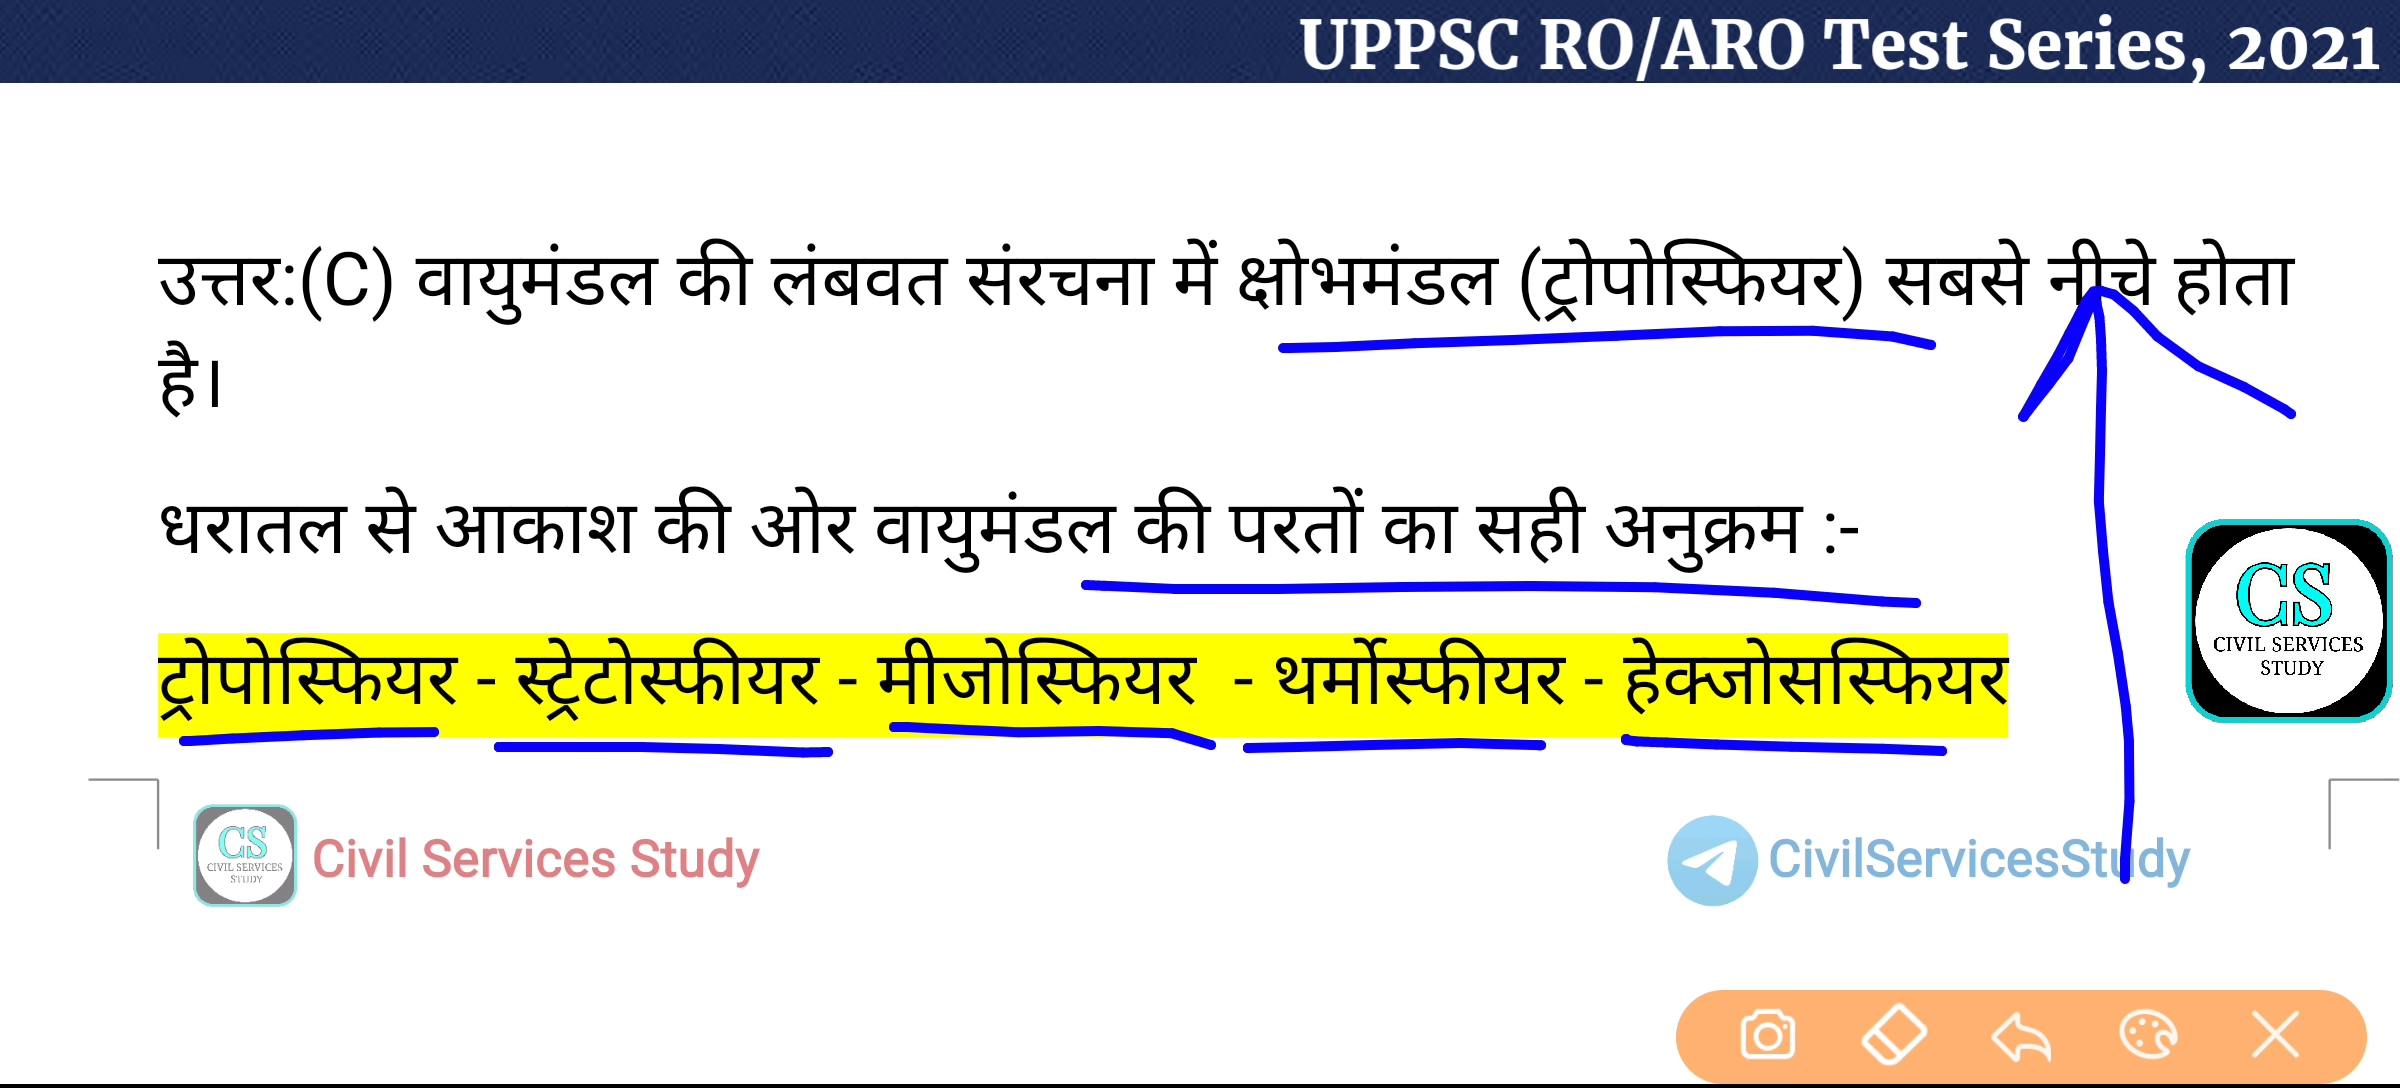 UPPSC RO/ARO Test Series, 2021
उत्तर:(C) वायुमंडल की लंबवत संरचना में क्षोभमंडल (ट्रोपोस्फियर) सबसे नीचे होता
है।
धरातल से आकाश की ओर वायुमंडल की परतों का सही अनुक्रम :-
ट्रोपोस्फियर - स्ट्रेटोस्फीयर - मीजोस्फियर - थर्मोस्फीयर - हेक्जोसस्फियर
CS
CIVIL SERVICES
STUDY
CS
CIVIL SERVICES
STUDY
Civil Services Study
CivilServicesStudy